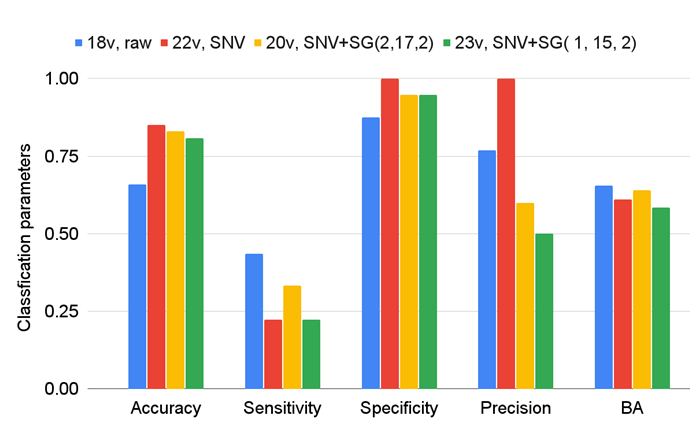 18v, raw 22v, SNV 20v, SNV+SG(2,17,2) 23v, SNV+SG( 1, 15, 2)
Classfication parameters
1.00
0.75
0.50
0.25
0.00
Accuracy Sensitivity Specificity Precision BA